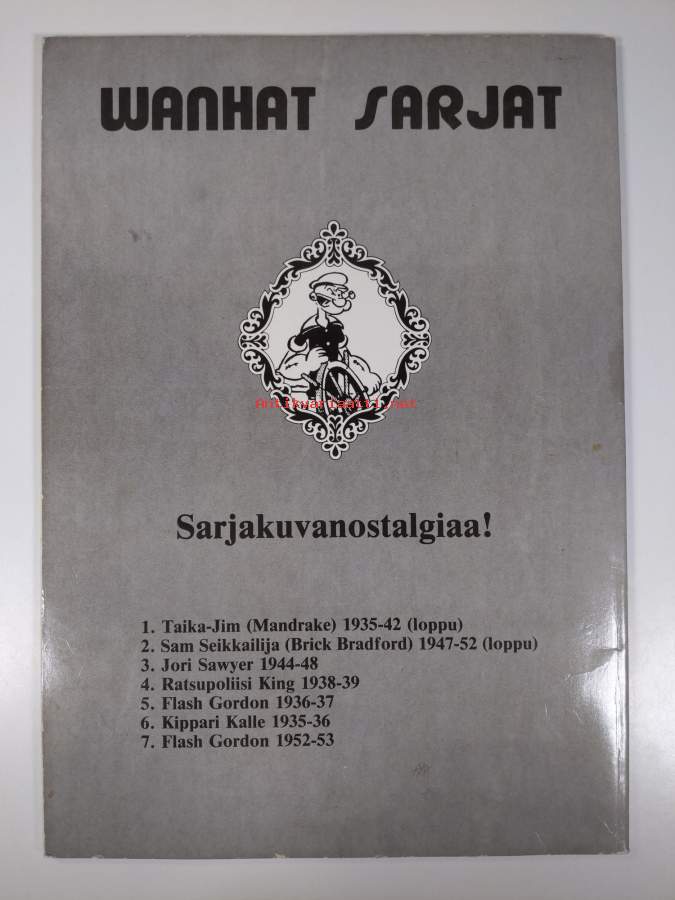 WANHAT SARJAT
Antikvariaatti.net
Sarjakuvanostalgiaa!
1. Taika-Jim (Mandrake) 1935-42 (loppu)
2. Sam Seikkailija (Brick Bradford) 1947-52 (loppu)
3. Jori Sawyer 1944-48
4. Ratsupoliisi King 1938-39
5. Flash Gordon 1936-37
6. Kippari Kalle 1935-36
7. Flash Gordon 1952-53